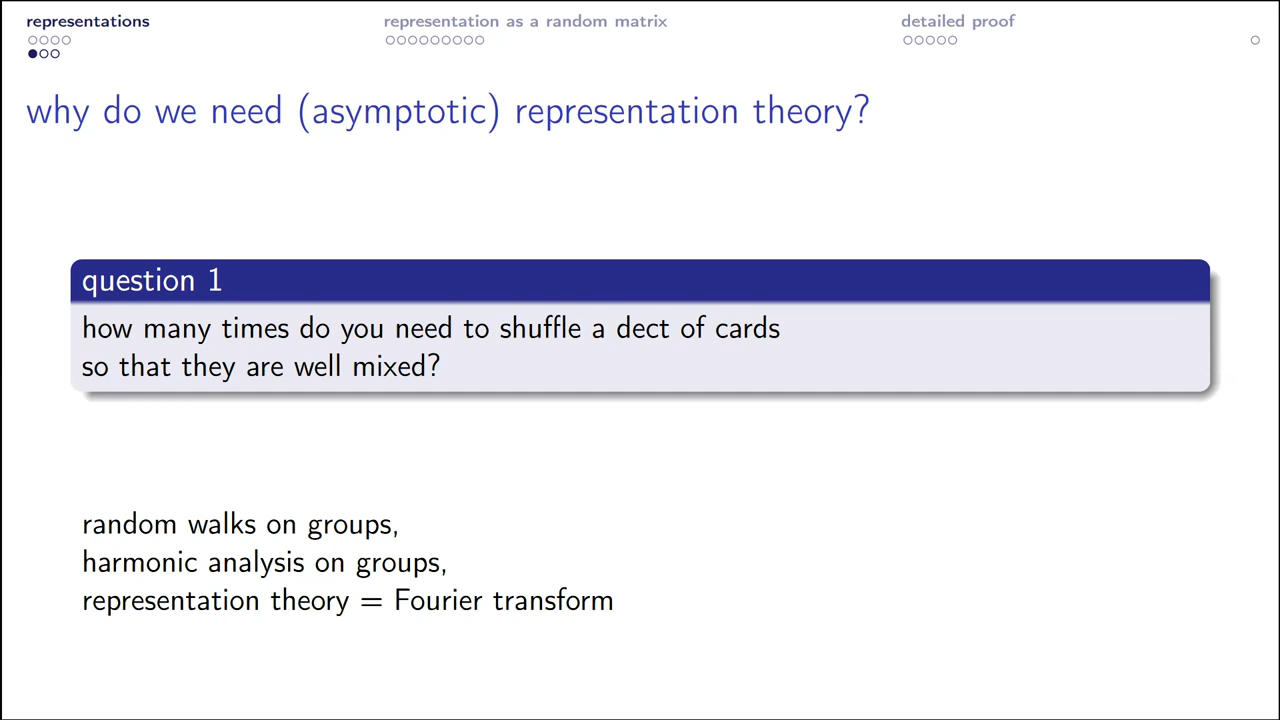 representations
representation as a random matrix
detailed proof
why do we need (asymptotic) representation theory?
question 1
how many times do you need to shuffle a dect of cards
so that they are well mixed?
random walks on groups,
harmonic analysis on groups,
representation theory = Fourier transform